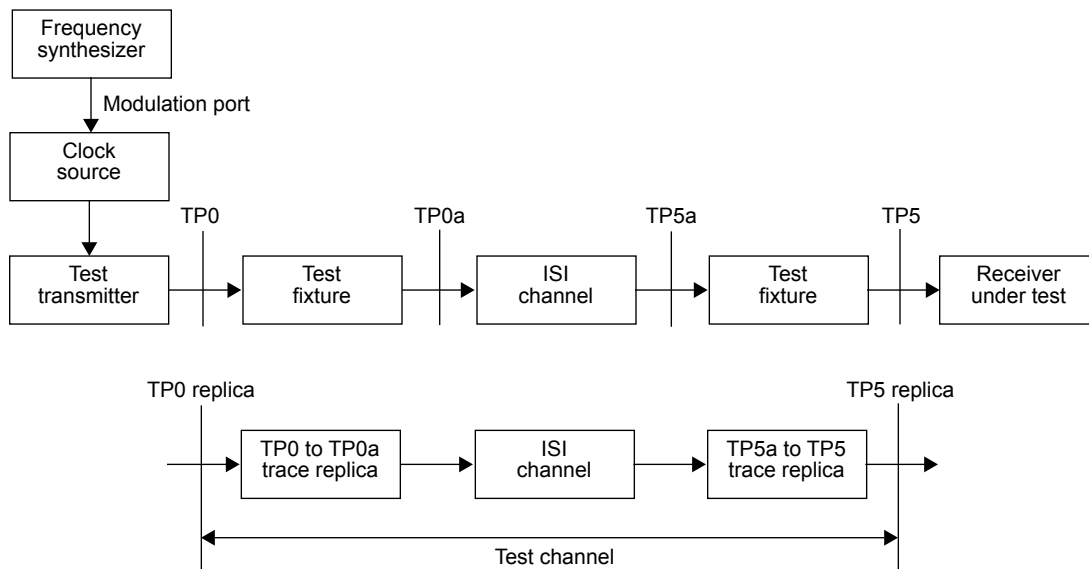 Frequency
synthesizer
Modulation port
Clock
source
TP0
TP0a
TP5a
TP5
Test
transmitter
Test
fixture
ISI
channel
Test
fixture
Receiver
under test
TP0 replica
TP5 replica
TP0 to TP0a
trace replica
ISI
channel
TP5a to TP5
trace replica
Test channel